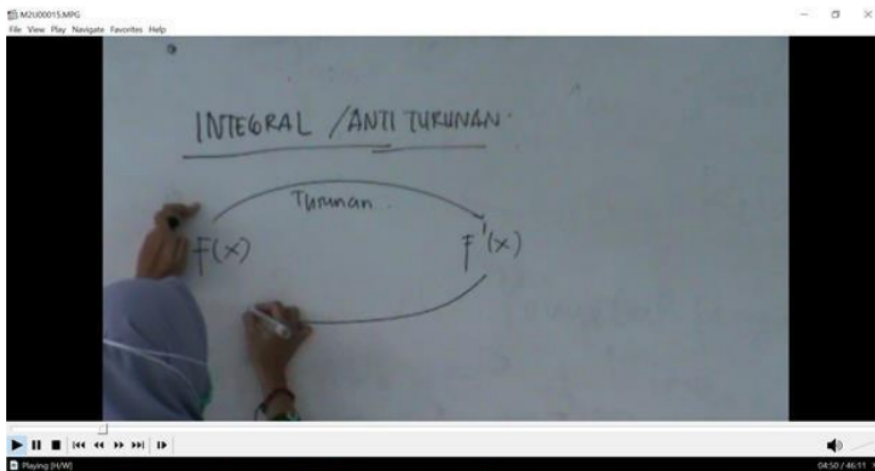 M2U00015.MPG
File View Play Navigate Favorites Help
INTEGRAL / ANTI TURUNAN
Turunan
F(x) F'(x)
Playing [H/W] 04:50 / 46:11